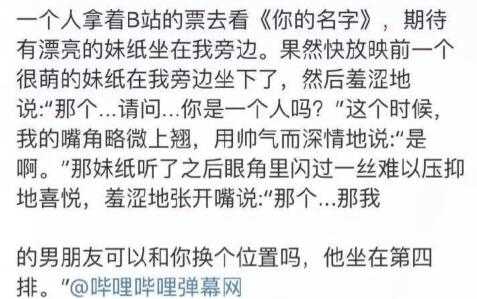 一个人拿着B站的票去看《你的名字》，期待
有漂亮的妹纸坐在我旁边。果然快放映前一个
很萌的妹纸在我旁边坐下了，然后羞涩地
说:“那个...请问...你是一个人吗？”这个时候，
我的嘴角略微上翘，用帅气而深情地说:“是
啊。”那妹纸听了之后眼角里闪过一丝难以压抑
地喜悦，羞涩地张开嘴说:“那个...那我
的男朋友可以和你换个位置吗，他坐在第四
排。”@哔哩哔哩弹幕网